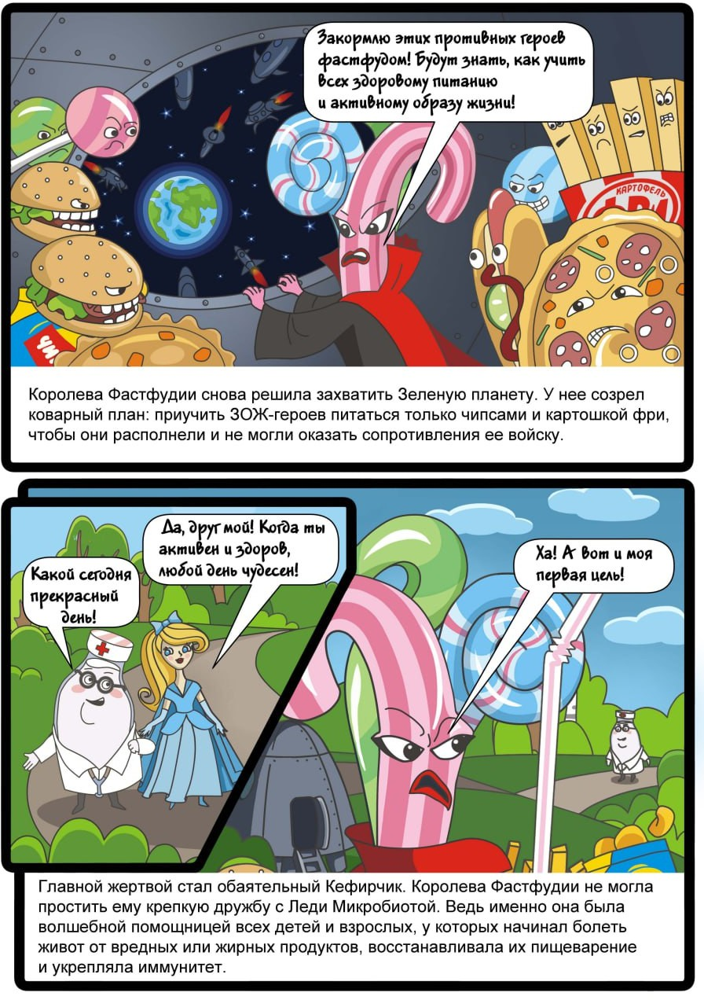 Закормлю этих противных героев
фастфудом! Будут знать, как учить
всех здоровому питанию
и активному образу жизни!
КАРТОФЕЛЬ
ФРИ
ЧИ
Королева Фастфудии снова решила захватить Зеленую планету. У нее созрел
коварный план: приучить ЗОЖ-героев питаться только чипсами и картошкой фри,
чтобы они располнели и не могли оказать сопротивления ее войску.
Какой сегодня
прекрасный
день!
Да, друг мой! Когда ты
активен и здоров,
любой день чудесен!
Ха! А вот и моя
первая цель!
Главной жертвой стал обаятельный Кефирчик. Королева Фастфудии не могла
простить ему крепкую дружбу с Леди Микробиотой. Ведь именно она была
волшебной помощницей всех детей и взрослых, у которых начинал болеть
живот от вредных или жирных продуктов, восстанавливала их пищеварение
и укрепляла иммунитет.